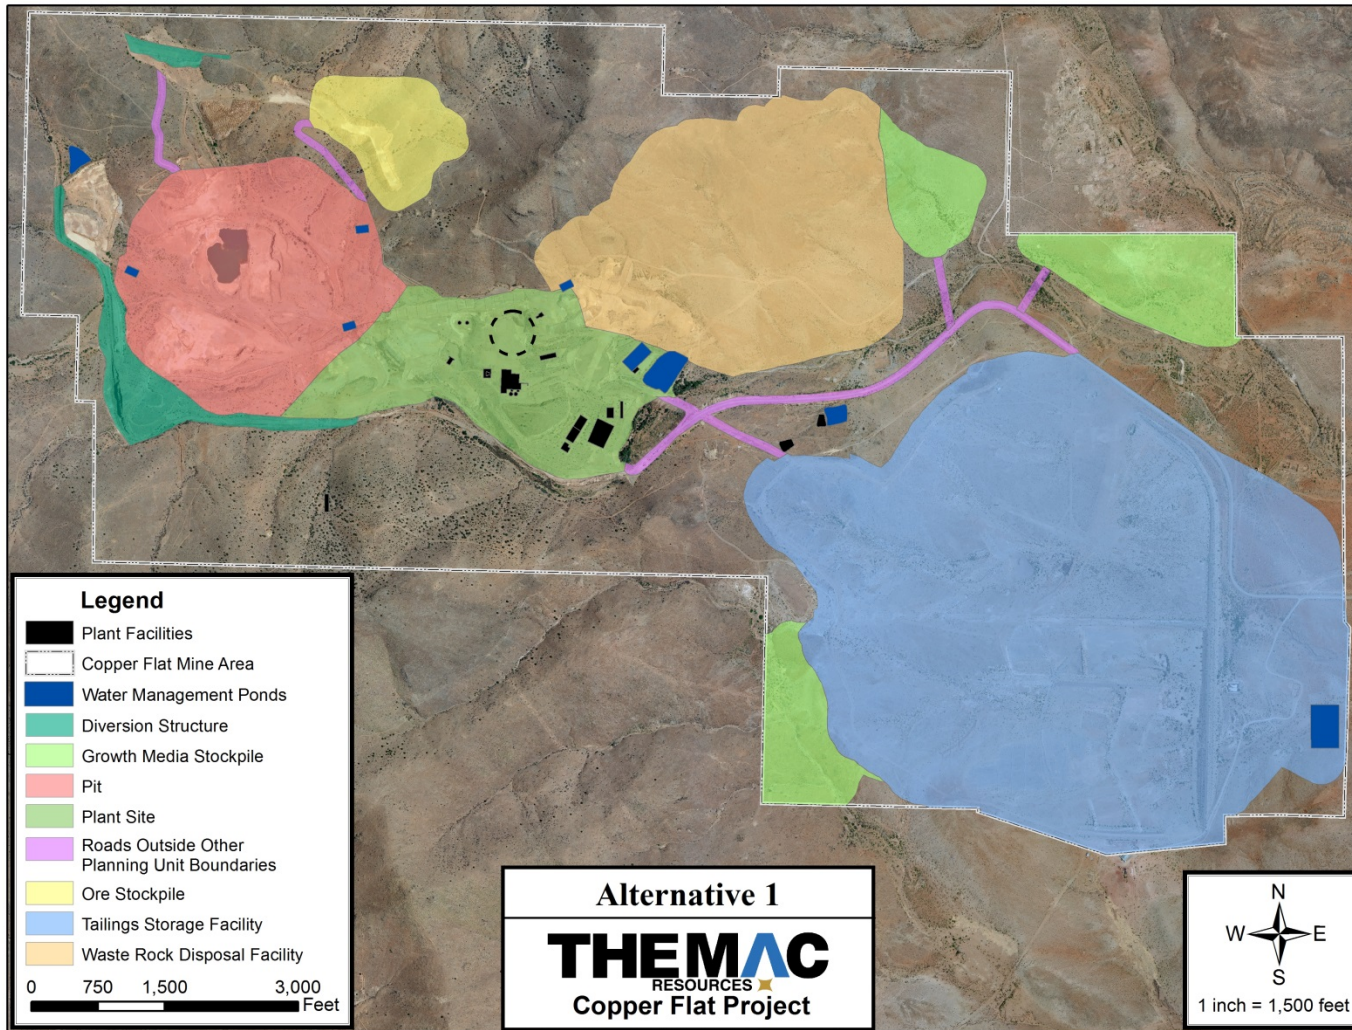 Legend
Plant Facilities
Copper Flat Mine Area
Water Management Ponds
Diversion Structure
Growth Media Stockpile
Pit
Plant Site
Roads Outside Other
Planning Unit Boundaries
Ore Stockpile
Tailings Storage Facility
Waste Rock Disposal Facility
0 750 1,500 3,000
Feet
Alternative 1
THEMAC
RESOURCES
Copper Flat Project
N
W E
S
1 inch = 1,500 feet